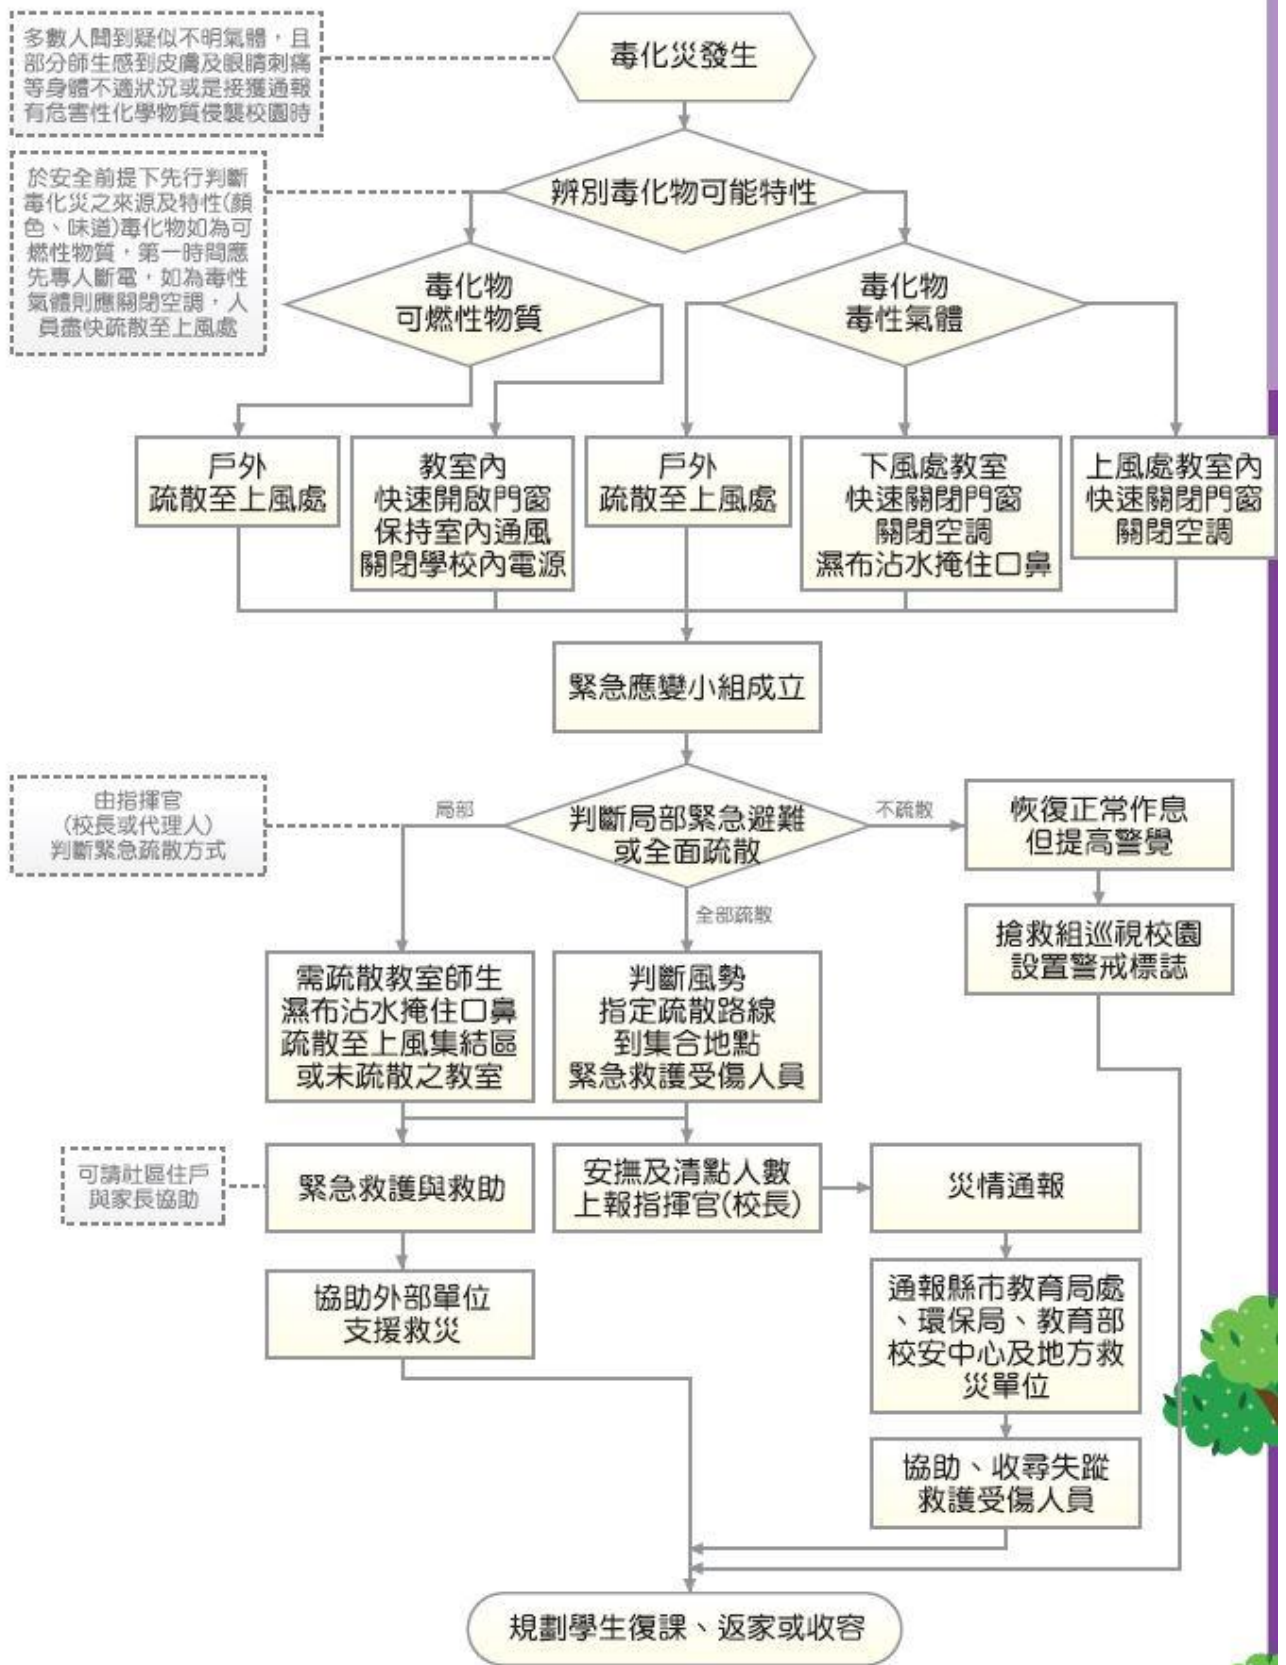 多數人聞到疑似不明氣體，且
部分師生感到皮膚及眼睛刺痛
等身體不適狀況或是接獲通報
有危害性化學物質侵襲校園時
毒化災發生
於安全前提下先行判斷
毒化災之來源及特性(顏
色、味道)毒化物如為可
燃性物質，第一時間應
先專人斷電，如為毒性
氣體則應關閉空調，人
員盡快疏散至上風處
辨別毒化物可能特性
毒化物
可燃性物質
毒化物
毒性氣體
戶外
疏散至上風處
教室內
快速開啟門窗
保持室內通風
關閉學校內電源
戶外
疏散至上風處
下風處教室
快速關閉門窗
關閉空調
濕布沾水掩住口鼻
上風處教室內
快速關閉門窗
關閉空調
緊急應變小組成立
由指揮官
(校長或代理人)
判斷緊急疏散方式
局部
判斷局部緊急避難
或全面疏散
不疏散
恢復正常作息
但提高警覺
全部疏散
搶救組巡視校園
設置警戒標誌
需疏散教室師生
濕布沾水掩住口鼻
疏散至上風集結區
或未疏散之教室
判斷風勢
指定疏散路線
到集合地點
緊急救護受傷人員
可請社區住戶
與家長協助
緊急救護與救助
安撫及清點人數
上報指揮官(校長)
災情通報
協助外部單位
支援救災
通報縣市教育局處
、環保局、教育部
校安中心及地方救
災單位
協助、收尋失蹤
救護受傷人員
規劃學生復課、返家或收容